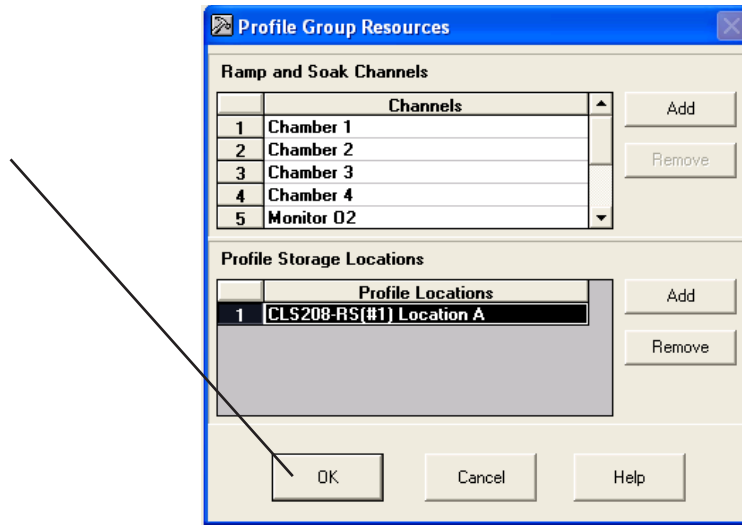 Profile Group Resources
Ramp and Soak Channels
Channels
1 Chamber 1
2 Chamber 2
3 Chamber 3
4 Chamber 4
5 Monitor O2
Add
Remove
Profile Storage Locations
Profile Locations
1 CLS208-RS(#1) Location A
Add
Remove
OK Cancel Help